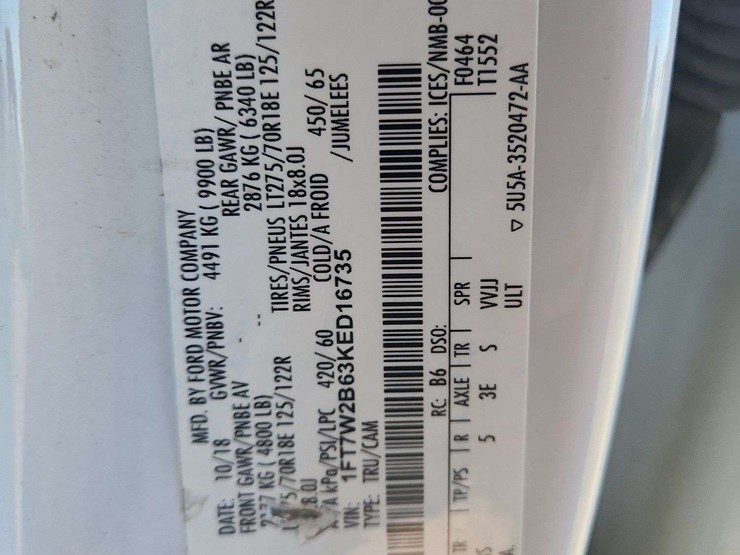 MFD. BY FORD MOTOR COMPANY
DATE: 10/18 GVWR/PNBV: 4491 KG ( 9900 LB)
FRONT GAWR/PNBE AV - REAR GAWR/ PNBE AR
KG ( 4800 LB) -- 2876 KG ( 6340 LB)
5/70R18E 125/122R TIRES/PNEUS LT275/70R18E 125/122R
8.0J RIMS/JANTES 18x8.0J
A kPa/PSI/LPC 420/ 60 COLD/A FROID 450/ 65
VIN: 1FT7W2B63KED16735 /JUMELEES
TYPE: TRU/CAM
RC: B6 DSO: COMPLIES: ICES/NMB-00
TR | TP/PS | R | AXLE | TR | SPR | F0464
5 3E S VVJJ T1552
ULT
▽ 5U5A-3520472-AA